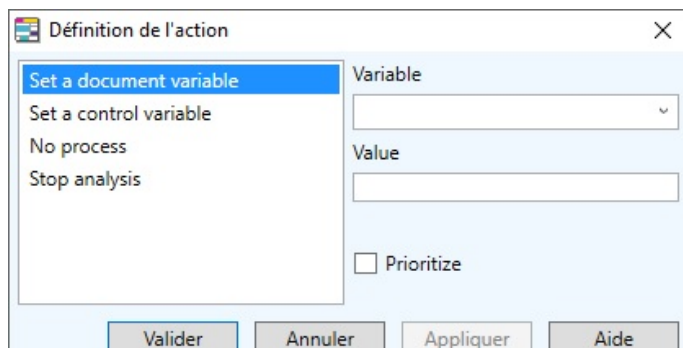 Définition de l'action
Set a document variable
Set a control variable
No process
Stop analysis
Variable
Value
Prioritize
Valider
Annuler
Appliquer
Aide